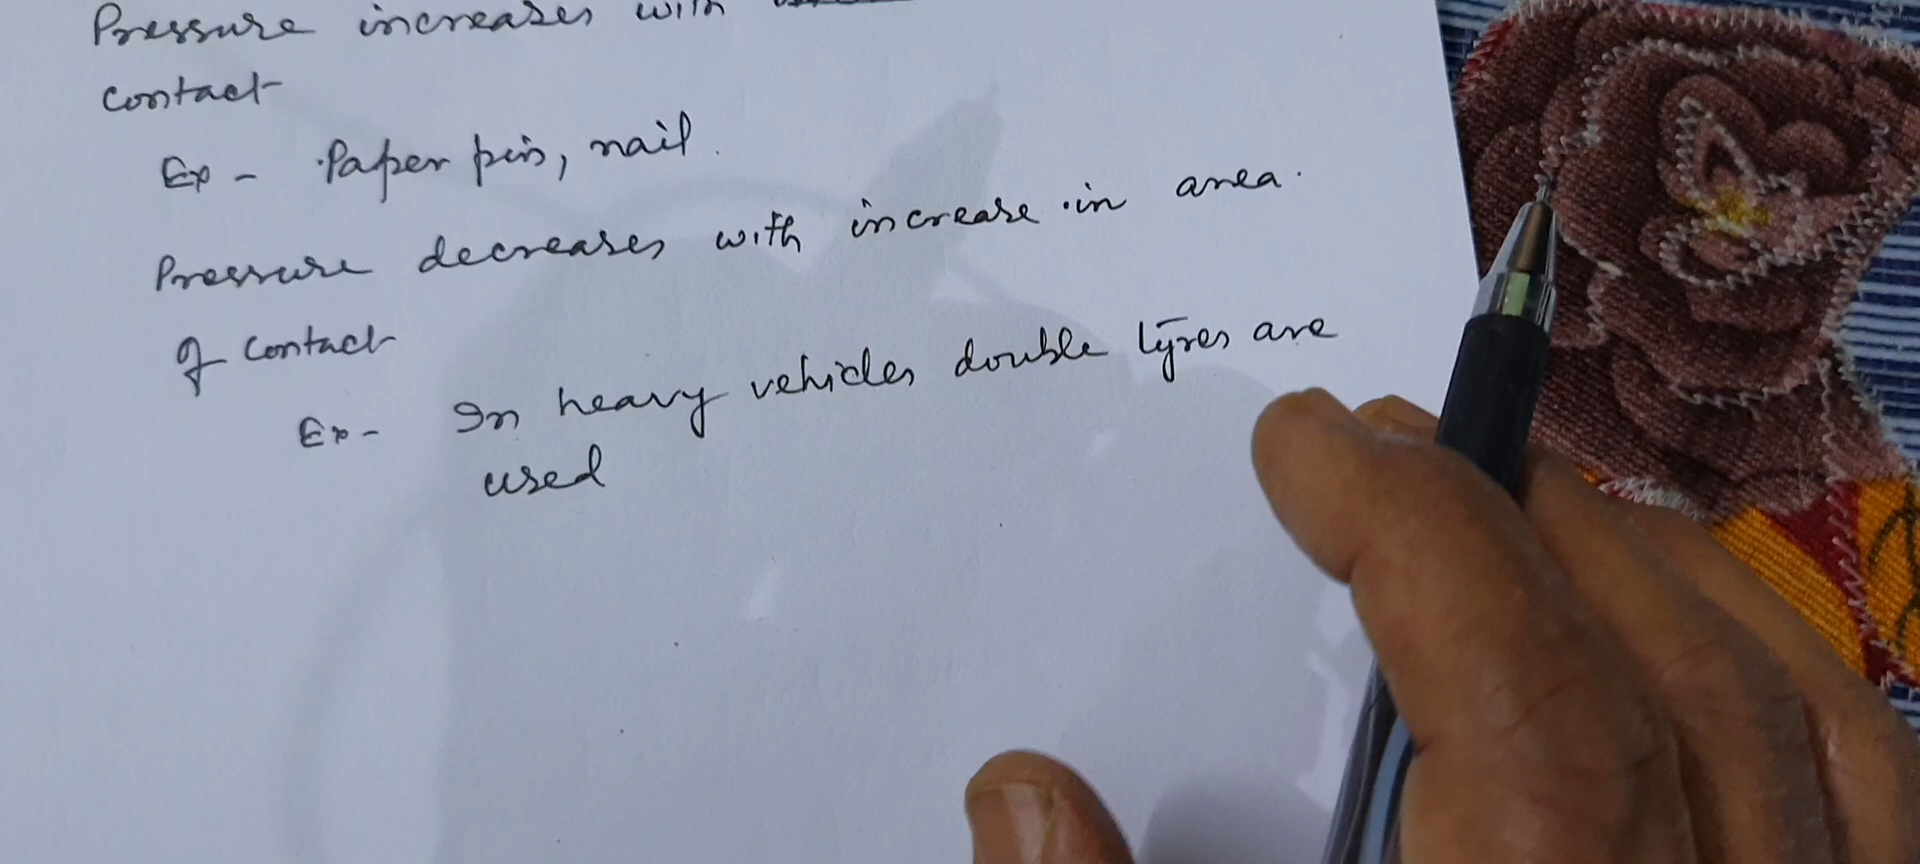 Pressure increases with
contact
Ex - Paper pin, nail.
Pressure decreases with increase in area.
of contact
Ex - In heavy vehicles double tyres are
used